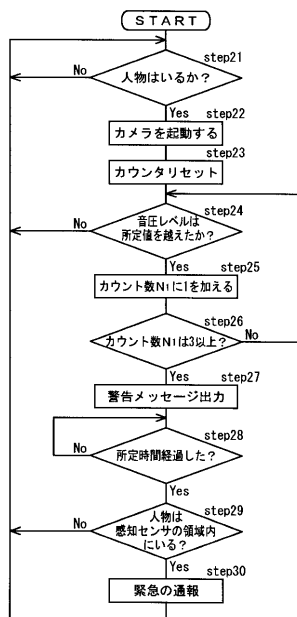 START
step21
人物はいるか?
No
Yes
step22
カメラを起動する
step23
カウンタリセット
step24
音圧レベルは
所定値を越えたか?
No
Yes
step25
カウント数N1に1を加える
step26
カウント数N1は3以上?
No
Yes
step27
警告メッセージ出力
step28
所定時間経過した?
No
Yes
step29
人物は
感知センサの領域内
にいる?
No
Yes
step30
緊急の通報